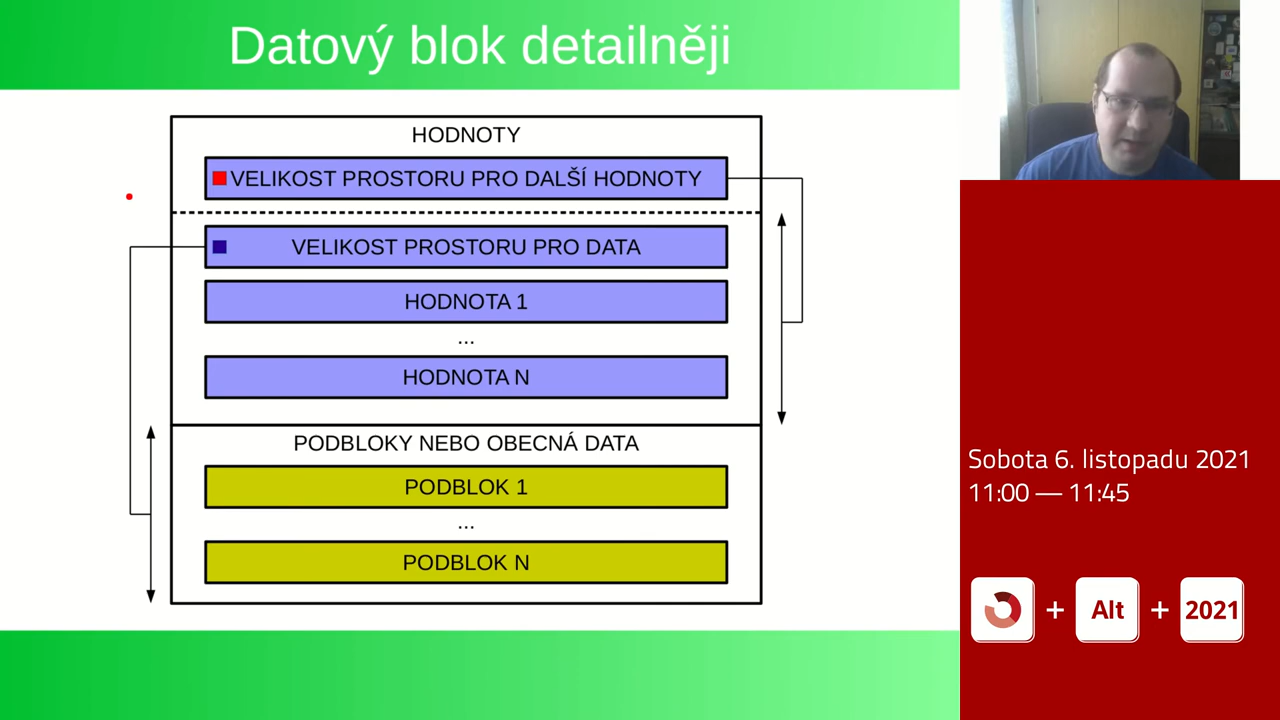 Datový blok detailněji
HODNOTY
VELIKOST PROSTORU PRO DALŠÍ HODNOTY
VELIKOST PROSTORU PRO DATA
HODNOTA 1
...
HODNOTA N
PODBLOKY NEBO OBECNÁ DATA
PODBLOK 1
...
PODBLOK N
Sobota 6. listopadu 2021
11:00 — 11:45
+ Alt + 2021